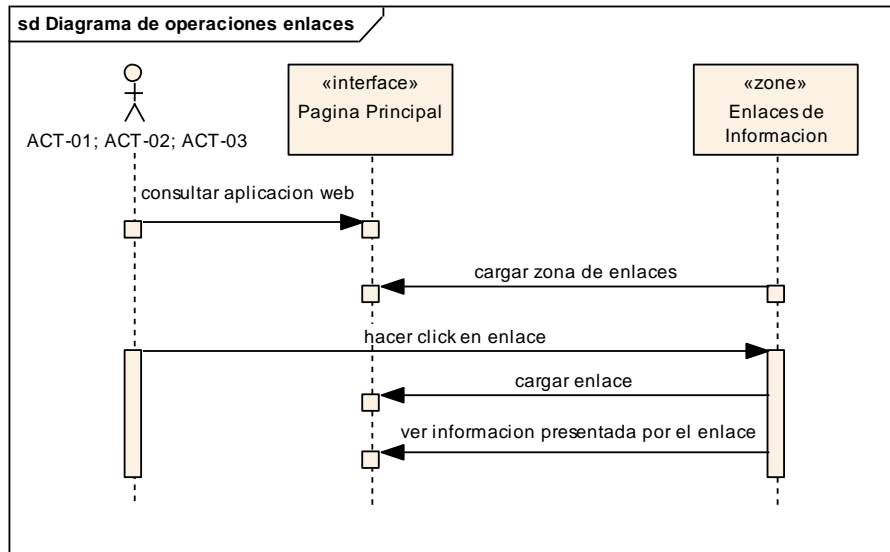 sd Diagrama de operaciones enlaces
«interface»
Pagina Principal
«zone»
Enlaces de
Informacion
ACT-01; ACT-02; ACT-03
consultar aplicacion web
cargar zona de enlaces
hacer click en enlace
cargar enlace
ver informacion presentada por el enlace